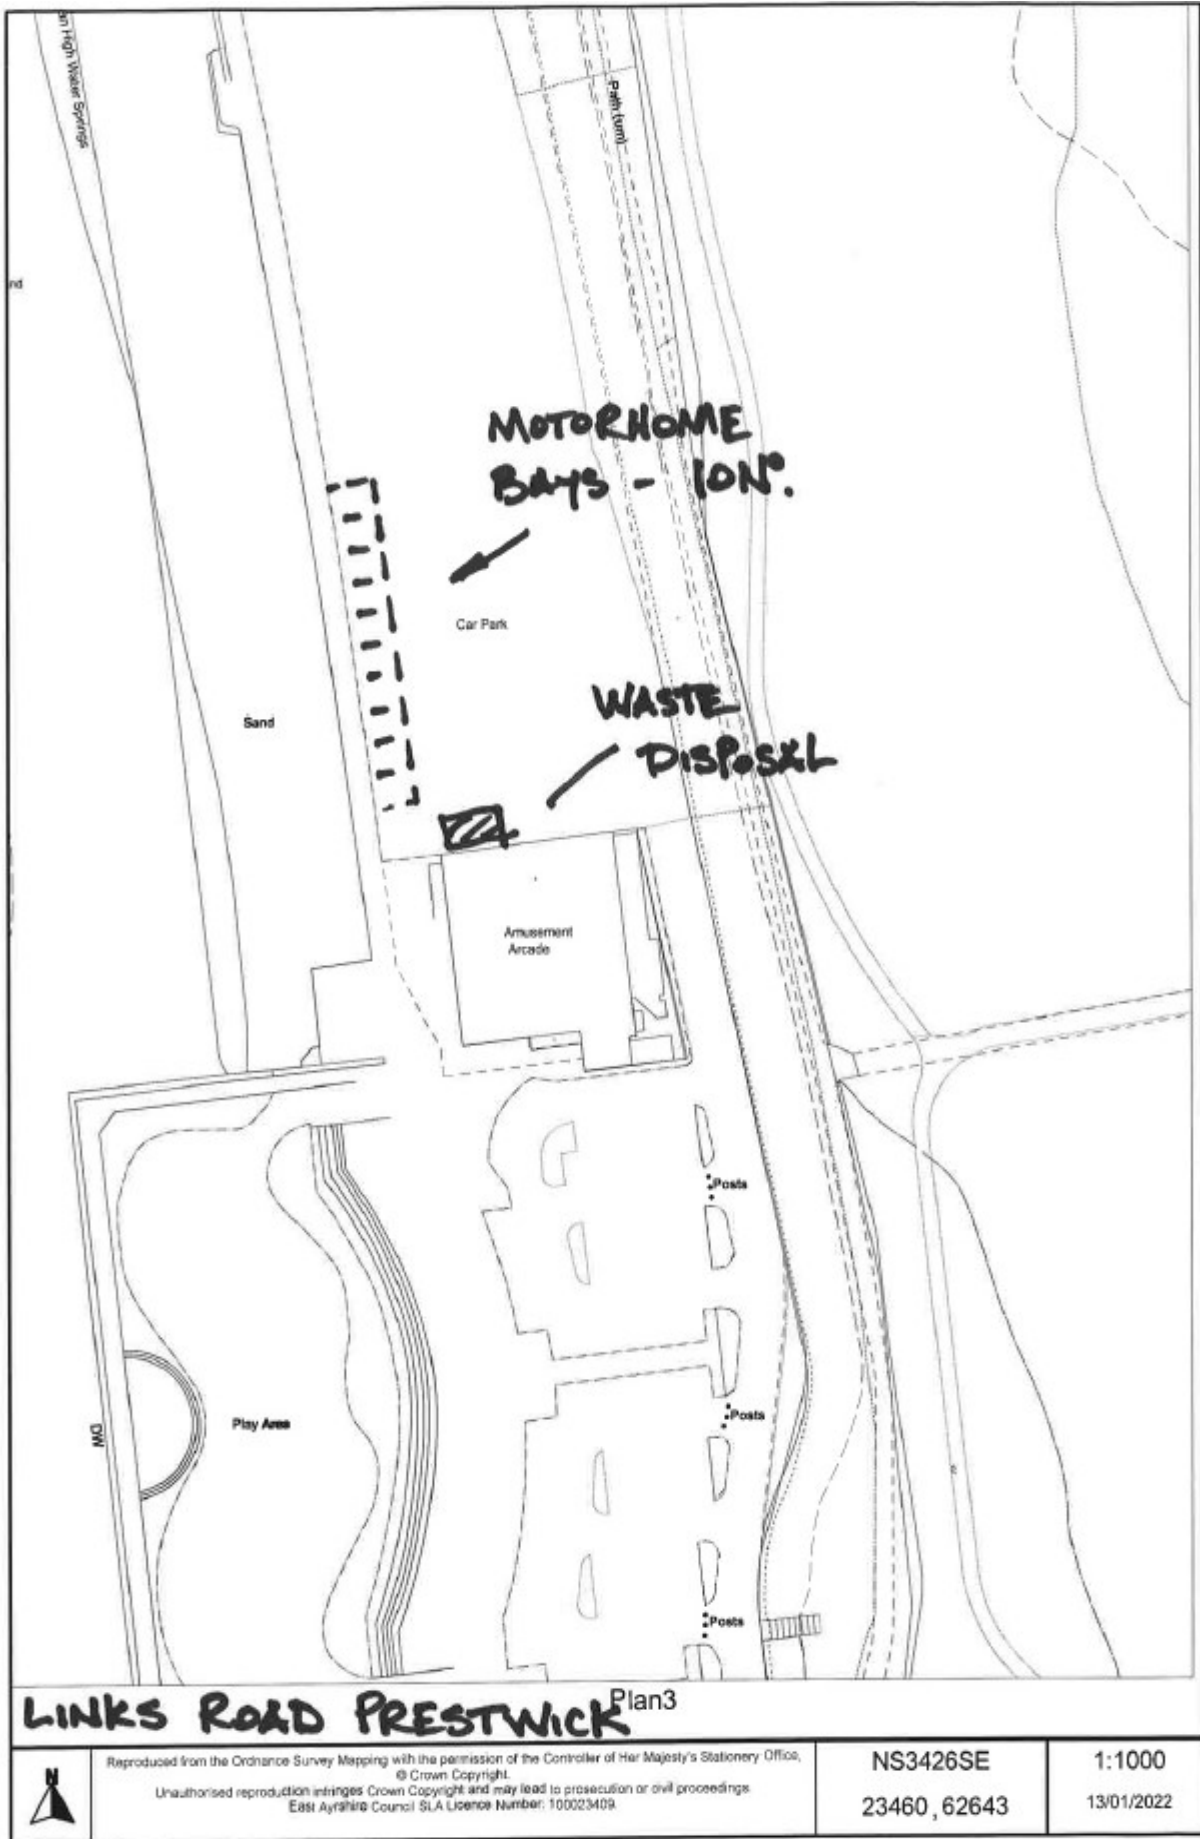 an High Water Springs
Path (um)
nd
MOTORHOME
BAYS - 10Nº.
Car Park
Sand
WASTE
DISPOSAL
Amusement
Arcade
Posts
Posts
Play Area
DW
Posts
LINKS ROAD PRESTWICK
Plan3
N
Reproduced from the Ordnance Survey Mapping with the permission of the Controller of Her Majesty's Stationery Office,
© Crown Copyright.
Unauthorised reproduction infringes Crown Copyright and may lead to prosecution or civil proceedings
East Ayrshire Council SLA Licence Number: 100023409.
NS3426SE
23460 , 62643
1:1000
13/01/2022